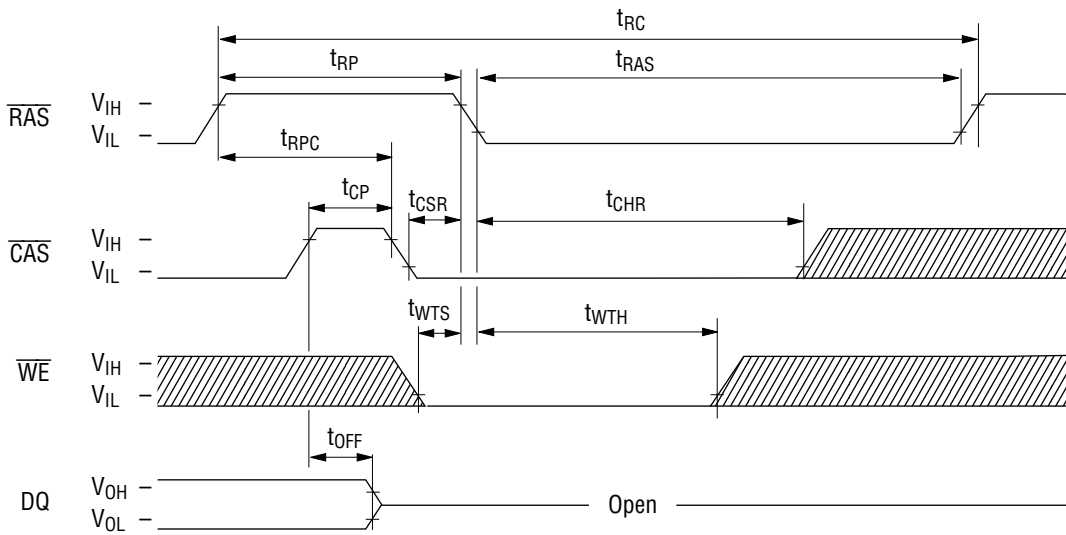 tRC
tRP
tRAS
RAS
VIH –
VIL –
tRPC
tCP
tCSR
tCHR
CAS
VIH –
VIL –
tWTS
tWTH
WE
VIH –
VIL –
tOFF
DQ
VOH –
VOL –
Open